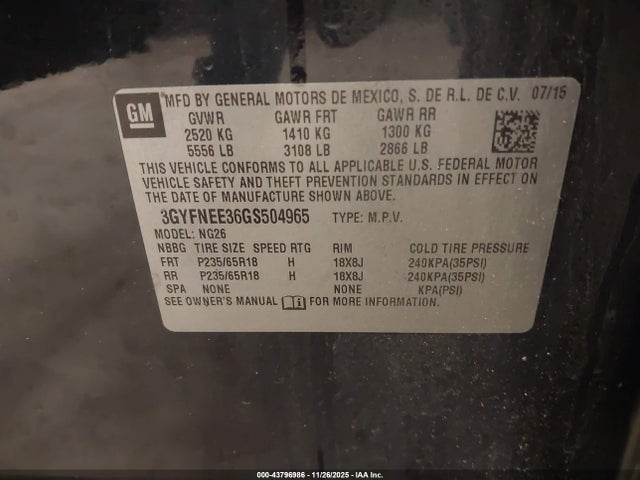 GM
MFD BY GENERAL MOTORS DE MEXICO, S. DE R.L. DE C.V. 07/15
GVWR GAWR FRT GAWR RR
2520 KG 1410 KG 1300 KG
5556 LB 3108 LB 2866 LB
THIS VEHICLE CONFORMS TO ALL APPLICABLE U.S. FEDERAL MOTOR
VEHICLE SAFETY AND THEFT PREVENTION STANDARDS IN EFFECT ON
THE DATE OF MANUFACTURE SHOWN ABOVE.
3GYFNEE36GS504965 TYPE: M.P.V.
MODEL: NG26
NBBG TIRE SIZE SPEED RTG RIM COLD TIRE PRESSURE
FRT P235/65R18 H 18X8J 240KPA(35PSI)
RR P235/65R18 H 18X8J 240KPA(35PSI)
SPA NONE NONE KPA(PSI)
SEE OWNER'S MANUAL FOR MORE INFORMATION.
000-43796986 - 11/26/2025 - IAA Inc.